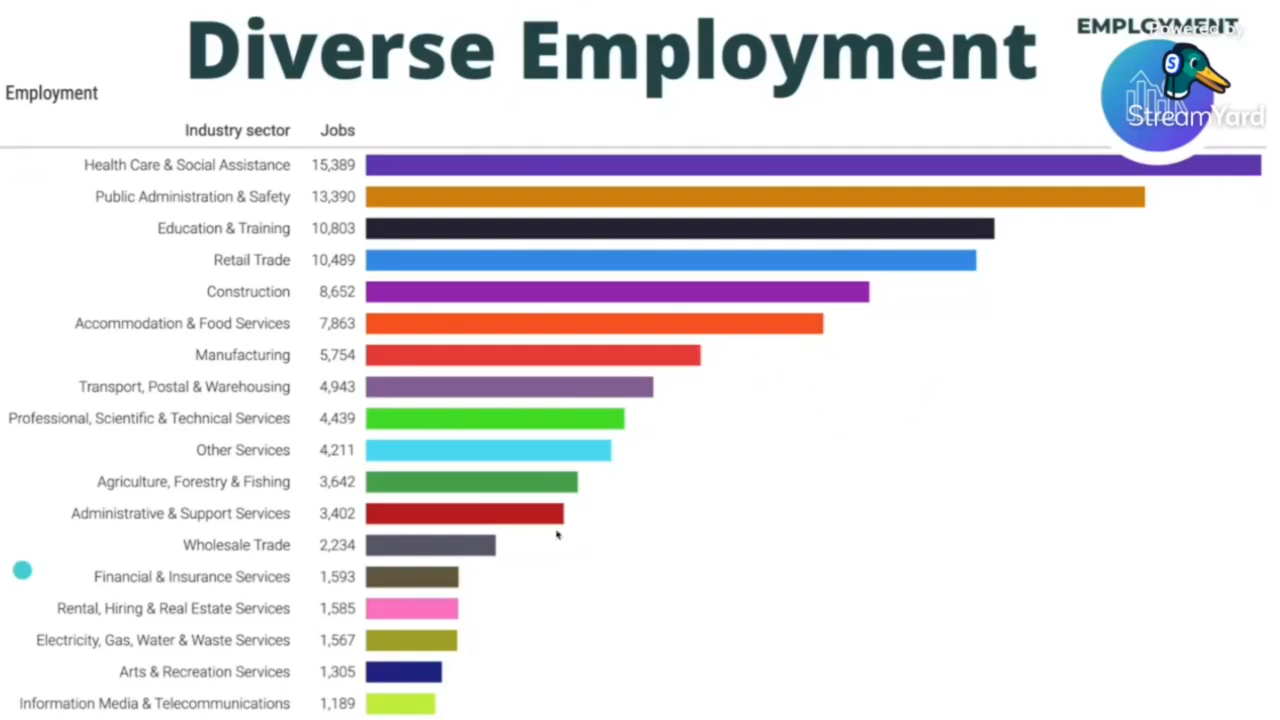 Diverse Employment
EMPLOYMENT
Powered by
S
StreamYard
Employment
Industry sector Jobs
Health Care & Social Assistance 15,389
Public Administration & Safety 13,390
Education & Training 10,803
Retail Trade 10,489
Construction 8,652
Accommodation & Food Services 7,863
Manufacturing 5,754
Transport, Postal & Warehousing 4,943
Professional, Scientific & Technical Services 4,439
Other Services 4,211
Agriculture, Forestry & Fishing 3,642
Administrative & Support Services 3,402
Wholesale Trade 2,234
Financial & Insurance Services 1,593
Rental, Hiring & Real Estate Services 1,585
Electricity, Gas, Water & Waste Services 1,567
Arts & Recreation Services 1,305
Information Media & Telecommunications 1,189